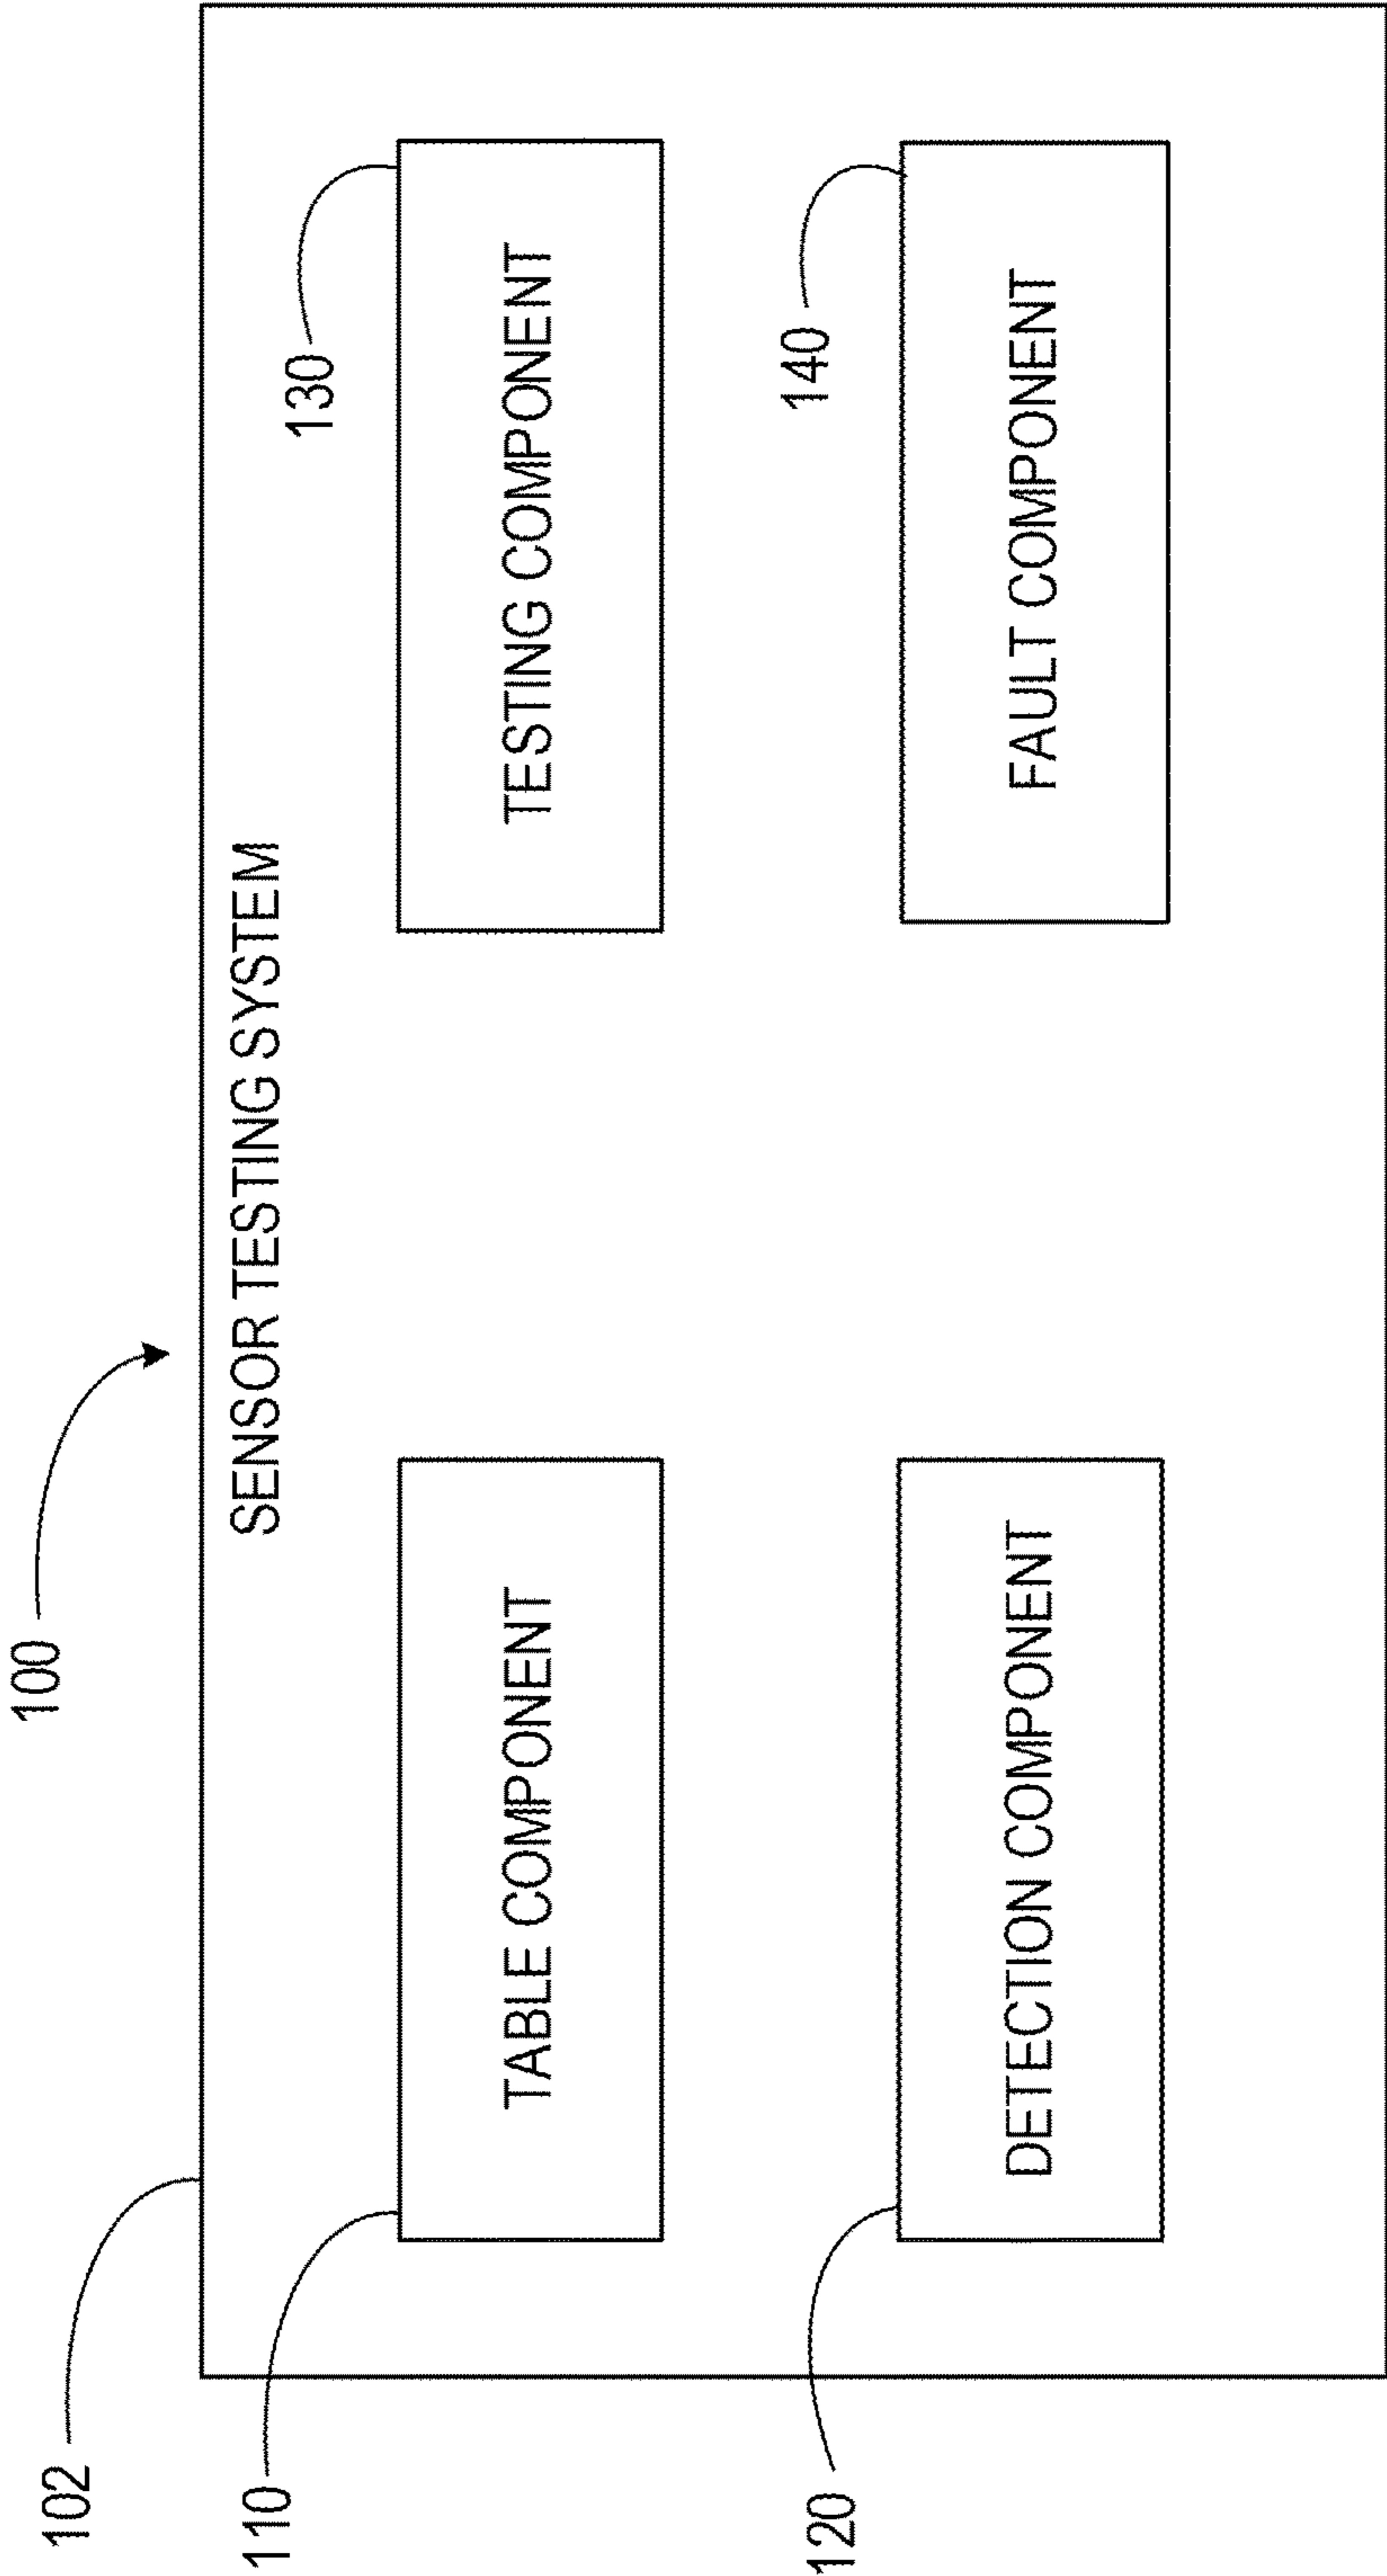 100
102
SENSOR TESTING SYSTEM
110
TABLE COMPONENT
130
TESTING COMPONENT
120
DETECTION COMPONENT
140
FAULT COMPONENT